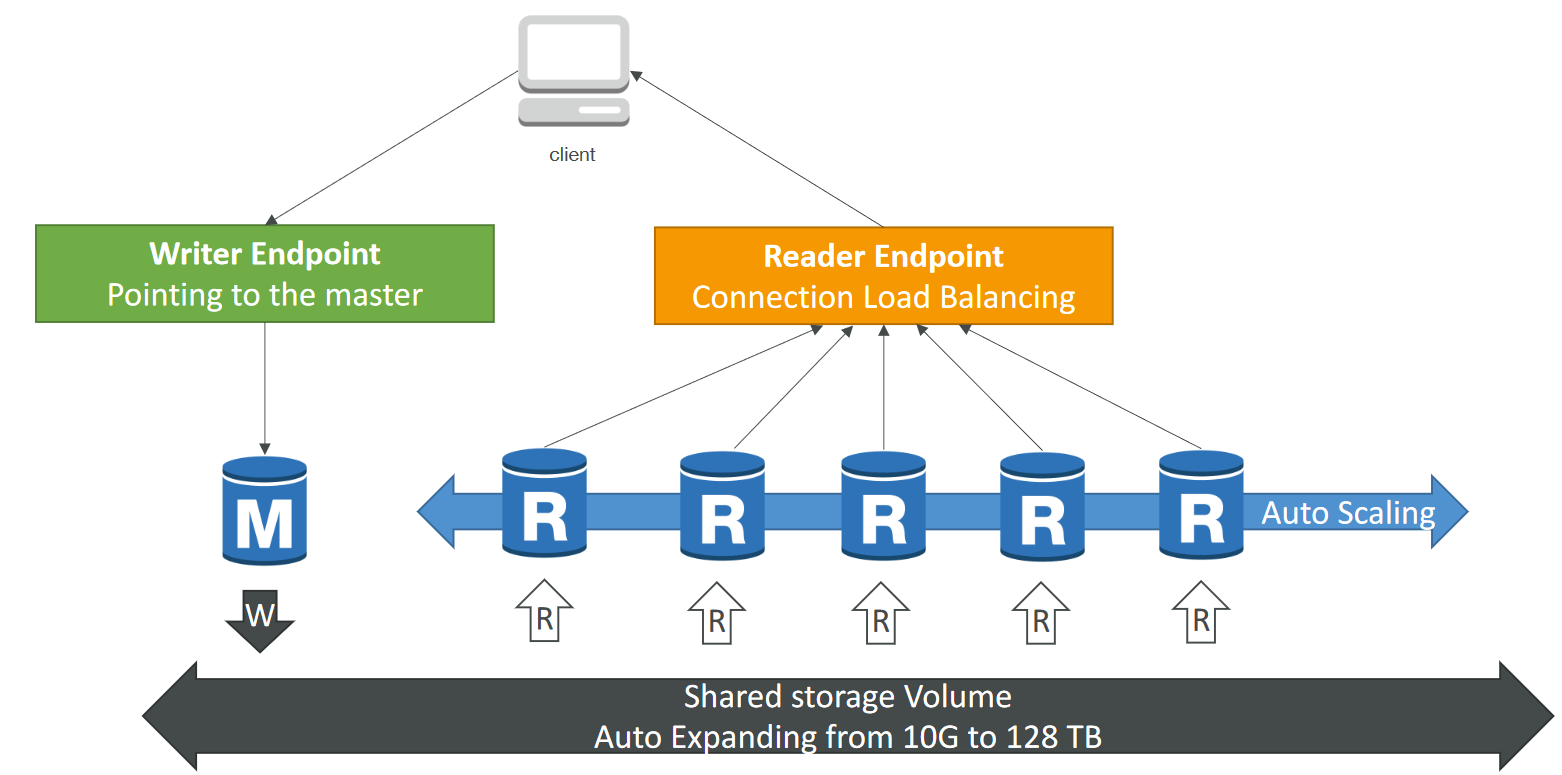 client
Writer Endpoint
Pointing to the master
Reader Endpoint
Connection Load Balancing
M
R
R
R
R
R
Auto Scaling
W
R
R
R
R
R
Shared storage Volume
Auto Expanding from 10G to 128 TB